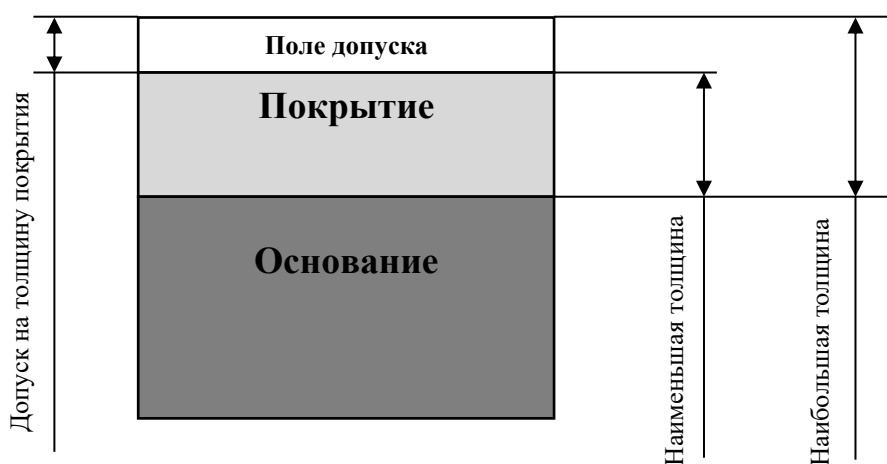 Поле допуска
Покрытие
Основание
Допуск на толщину покрытия
Наименьшая толщина
Наибольшая толщина